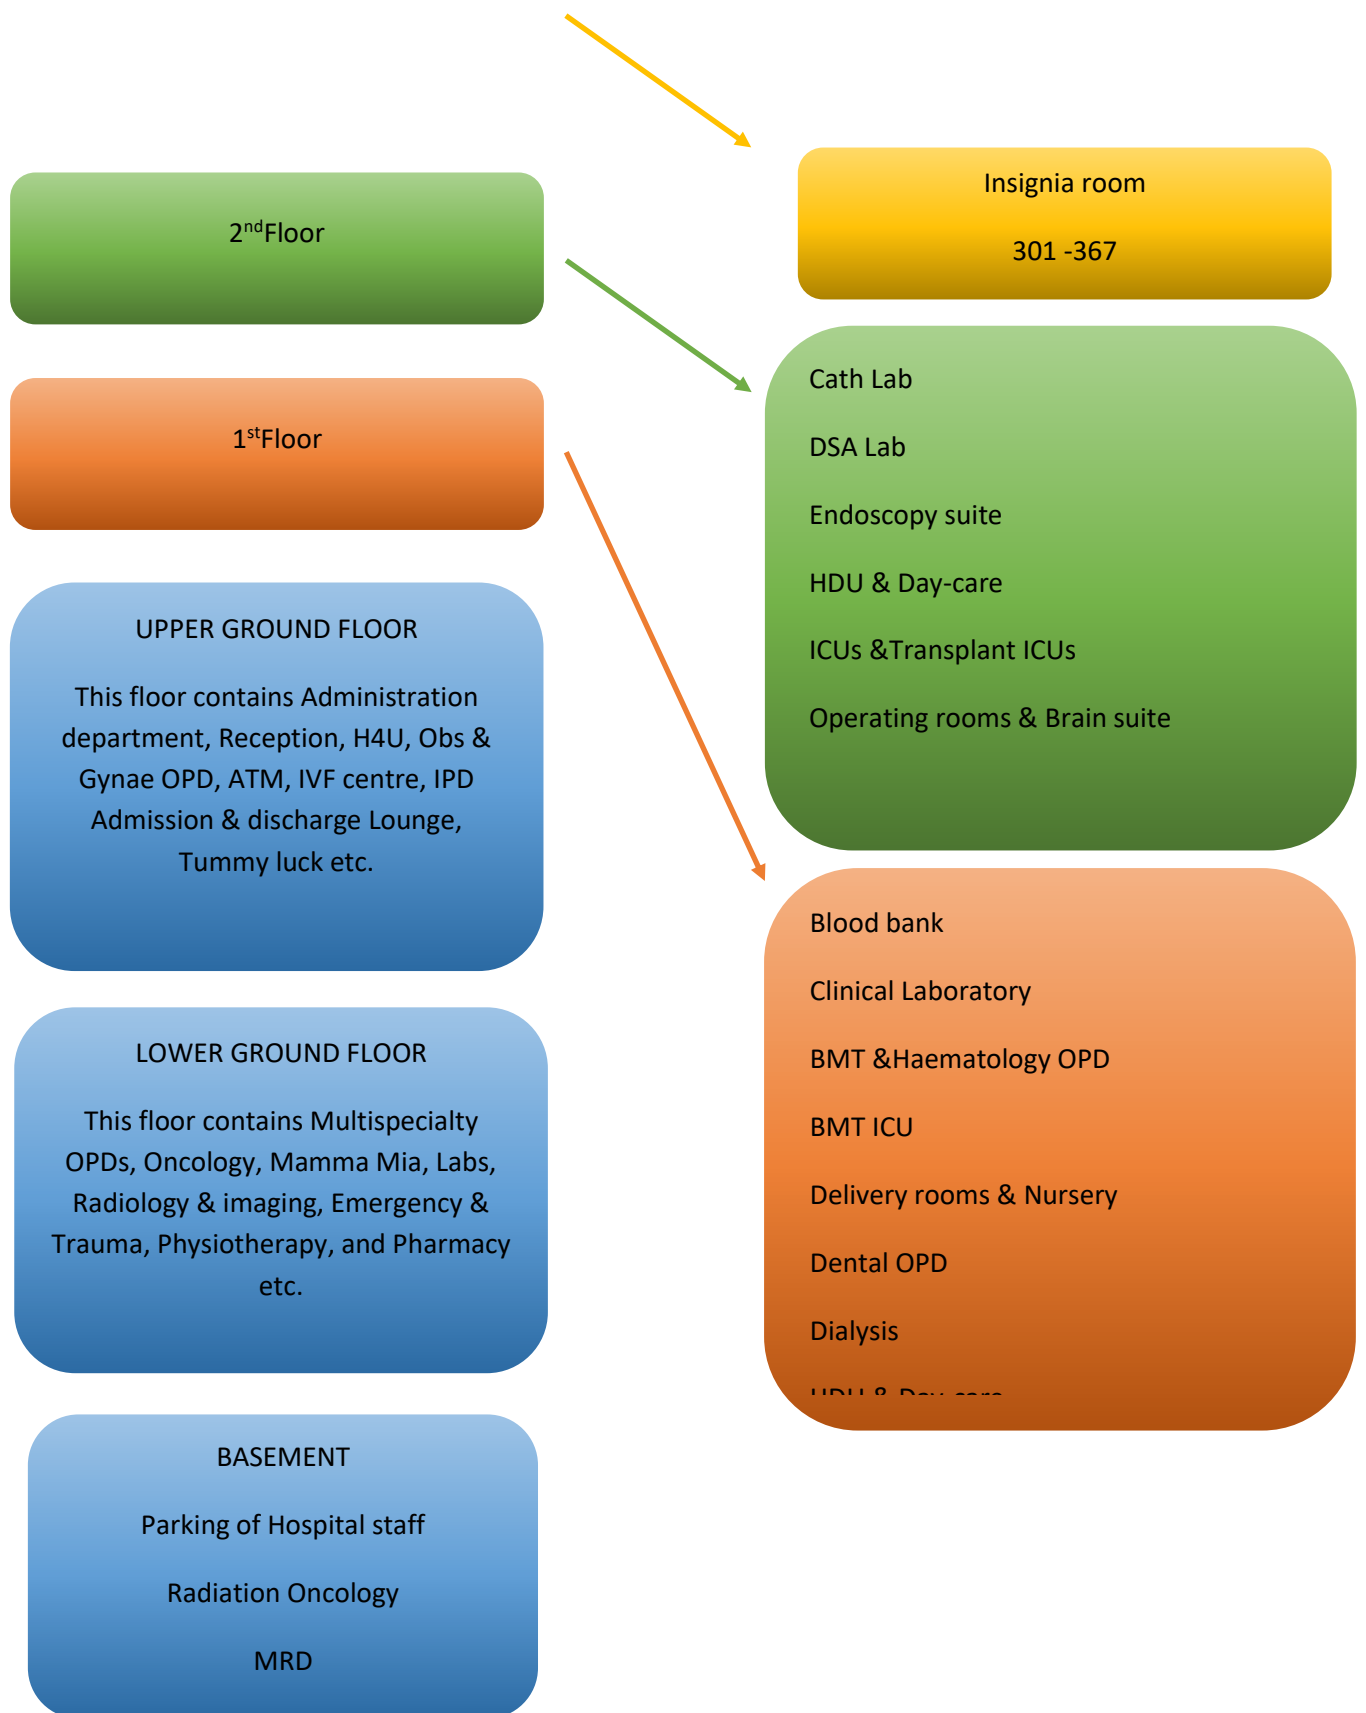 Insignia room
301 -367
2ndFloor
1stFloor
Cath Lab
DSA Lab
Endoscopy suite
HDU & Day-care
ICUs &Transplant ICUs
Operating rooms & Brain suite
UPPER GROUND FLOOR
This floor contains Administration
department, Reception, H4U, Obs &
Gynae OPD, ATM, IVF centre, IPD
Admission & discharge Lounge,
Tummy luck etc.
Blood bank
Clinical Laboratory
BMT &Haematology OPD
BMT ICU
Delivery rooms & Nursery
Dental OPD
Dialysis
HDU & Day-care
LOWER GROUND FLOOR
This floor contains Multispecialty
OPDs, Oncology, Mamma Mia, Labs,
Radiology & imaging, Emergency &
Trauma, Physiotherapy, and Pharmacy
etc.
BASEMENT
Parking of Hospital staff
Radiation Oncology
MRD